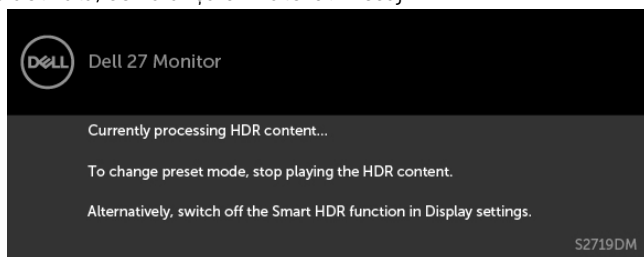 DELL
Dell 27 Monitor
Currently processing HDR content...
To change preset mode, stop playing the HDR content.
Alternatively, switch off the Smart HDR function in Display settings.
S2719DM